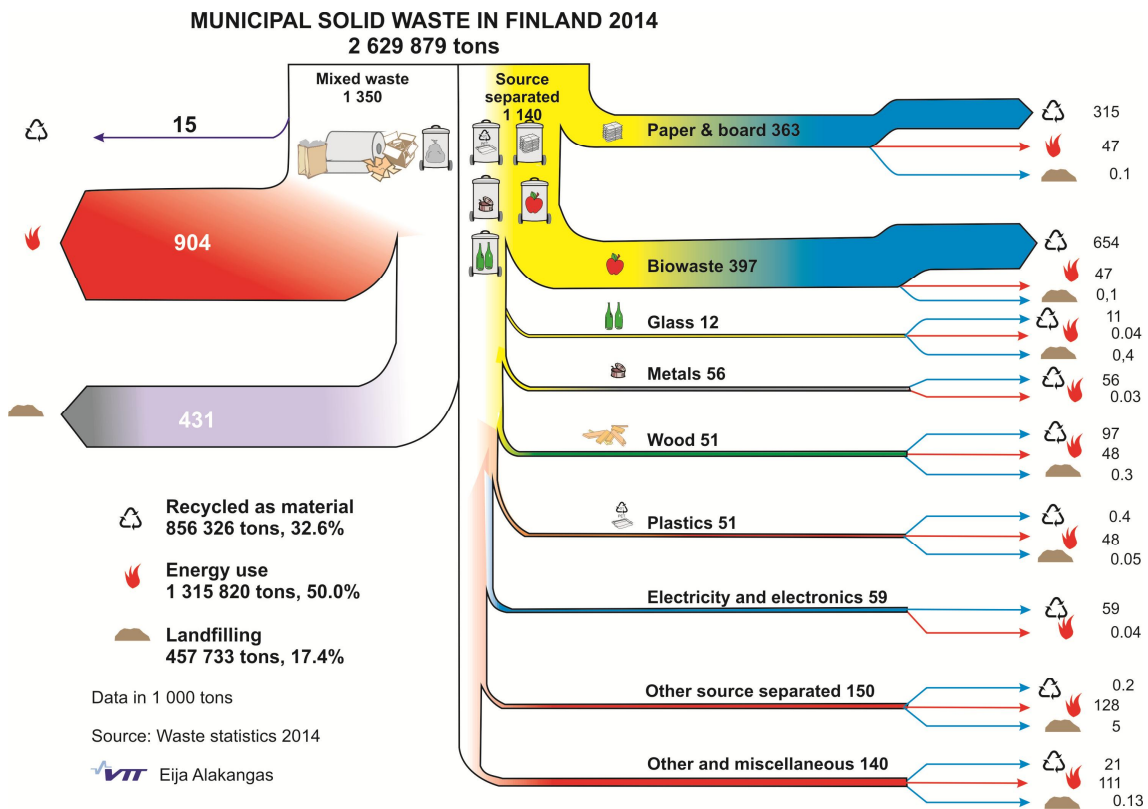 MUNICIPAL SOLID WASTE IN FINLAND 2014
2 629 879 tons
Mixed waste
1 350
Source
separated
1 140
15
904
431
Paper & board 363
315
47
0.1
Biowaste 397
654
47
0,1
Glass 12
11
0.04
0,4
Metals 56
56
0.03
Wood 51
97
48
0.3
Plastics 51
0.4
48
0.05
Electricity and electronics 59
59
0.04
Other source separated 150
0.2
128
5
Other and miscellaneous 140
21
111
0.13
Recycled as material
856 326 tons, 32.6%
Energy use
1 315 820 tons, 50.0%
Landfilling
457 733 tons, 17.4%
Data in 1 000 tons
Source: Waste statistics 2014
VTT Eija Alakangas